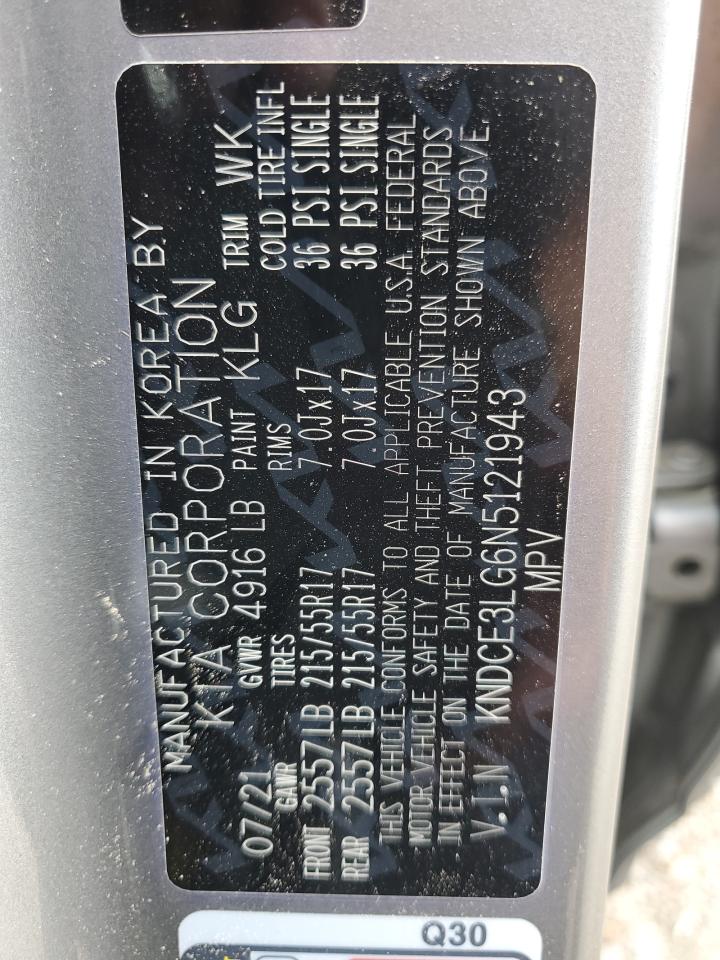 MANUFACTURED IN KOREA BY
KIA CORPORATION
07/21 GVWR 4916 LB PAINT KLG TRIM WK
GAWR TIRES RIMS COLD TIRE INFL
FRONT 2557LB 215/55R17 7.0Jx17 36 PSI SINGLE
REAR 2557LB 215/55R17 7.0Jx17 36 PSI SINGLE
THIS VEHICLE CONFORMS TO ALL APPLICABLE U.S.A. FEDERAL
MOTOR VEHICLE SAFETY AND THEFT PREVENTION STANDARDS
IN EFFECT ON THE DATE OF MANUFACTURE SHOWN ABOVE.
V.I.N KNDCE3LG6N5121943
MPV
Q30